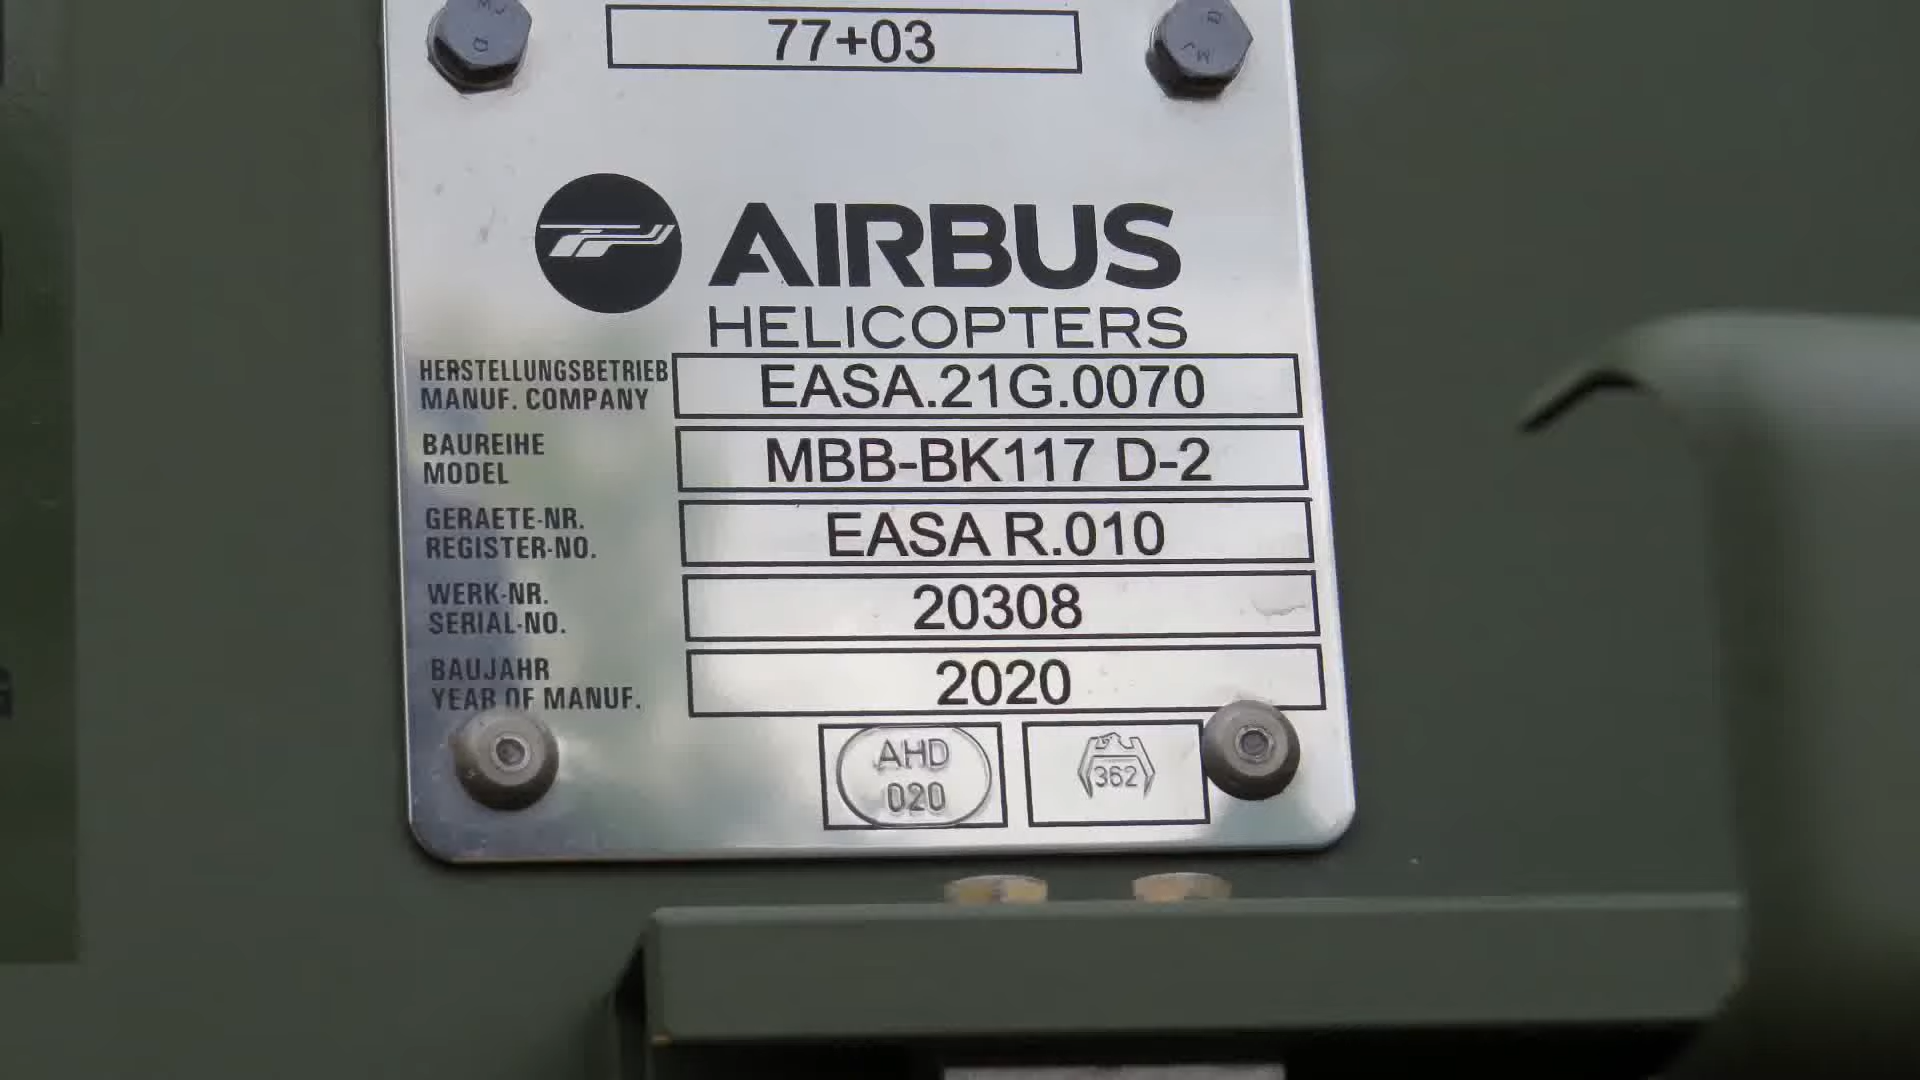 77+03
AIRBUS
HELICOPTERS
HERSTELLUNGSBETRIEB
MANUF. COMPANY
EASA.21G.0070
BAUREIHE
MODEL
MBB-BK117 D-2
GERAETE-NR.
REGISTER-NO.
EASA R.010
WERK-NR.
SERIAL-NO.
20308
BAUJAHR
YEAR OF MANUF.
2020
AHD
020
362